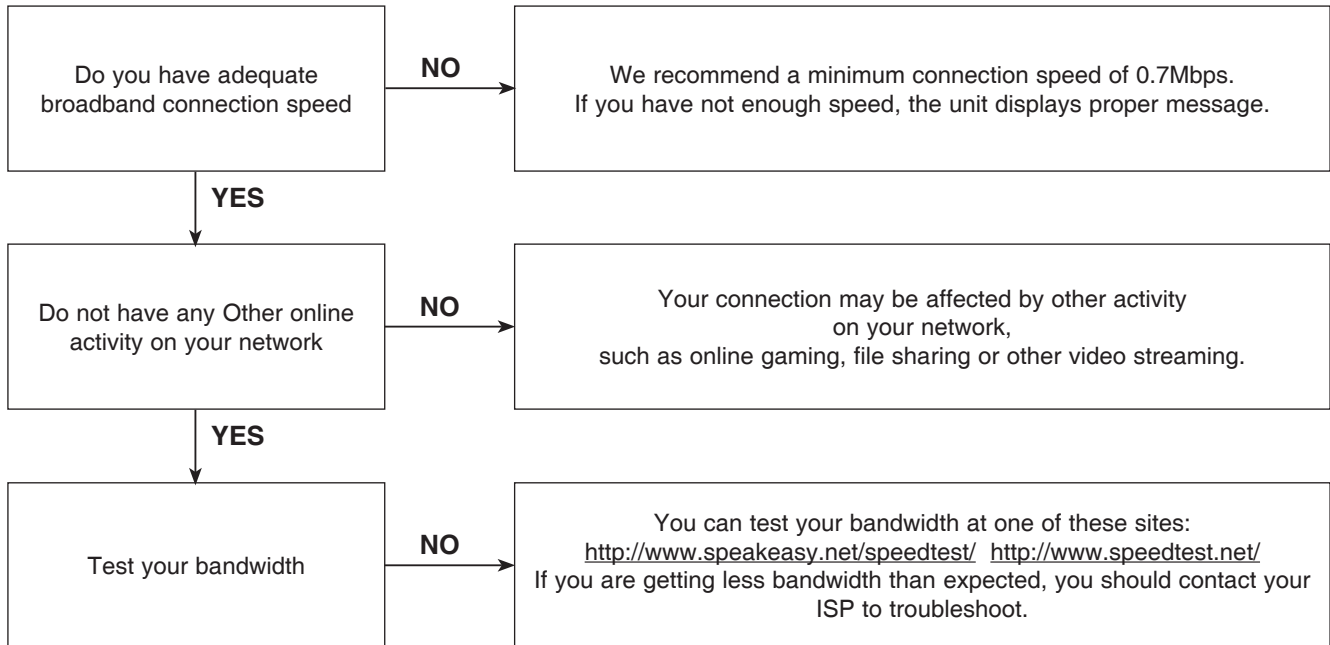 Do you have adequate
broadband connection speed
NO
We recommend a minimum connection speed of 0.7Mbps.
If you have not enough speed, the unit displays proper message.
YES
Do not have any Other online
activity on your network
NO
Your connection may be affected by other activity
on your network,
such as online gaming, file sharing or other video streaming.
YES
Test your bandwidth
NO
You can test your bandwidth at one of these sites:
http://www.speakeasy.net/speedtest/ http://www.speedtest.net/
If you are getting less bandwidth than expected, you should contact your
ISP to troubleshoot.